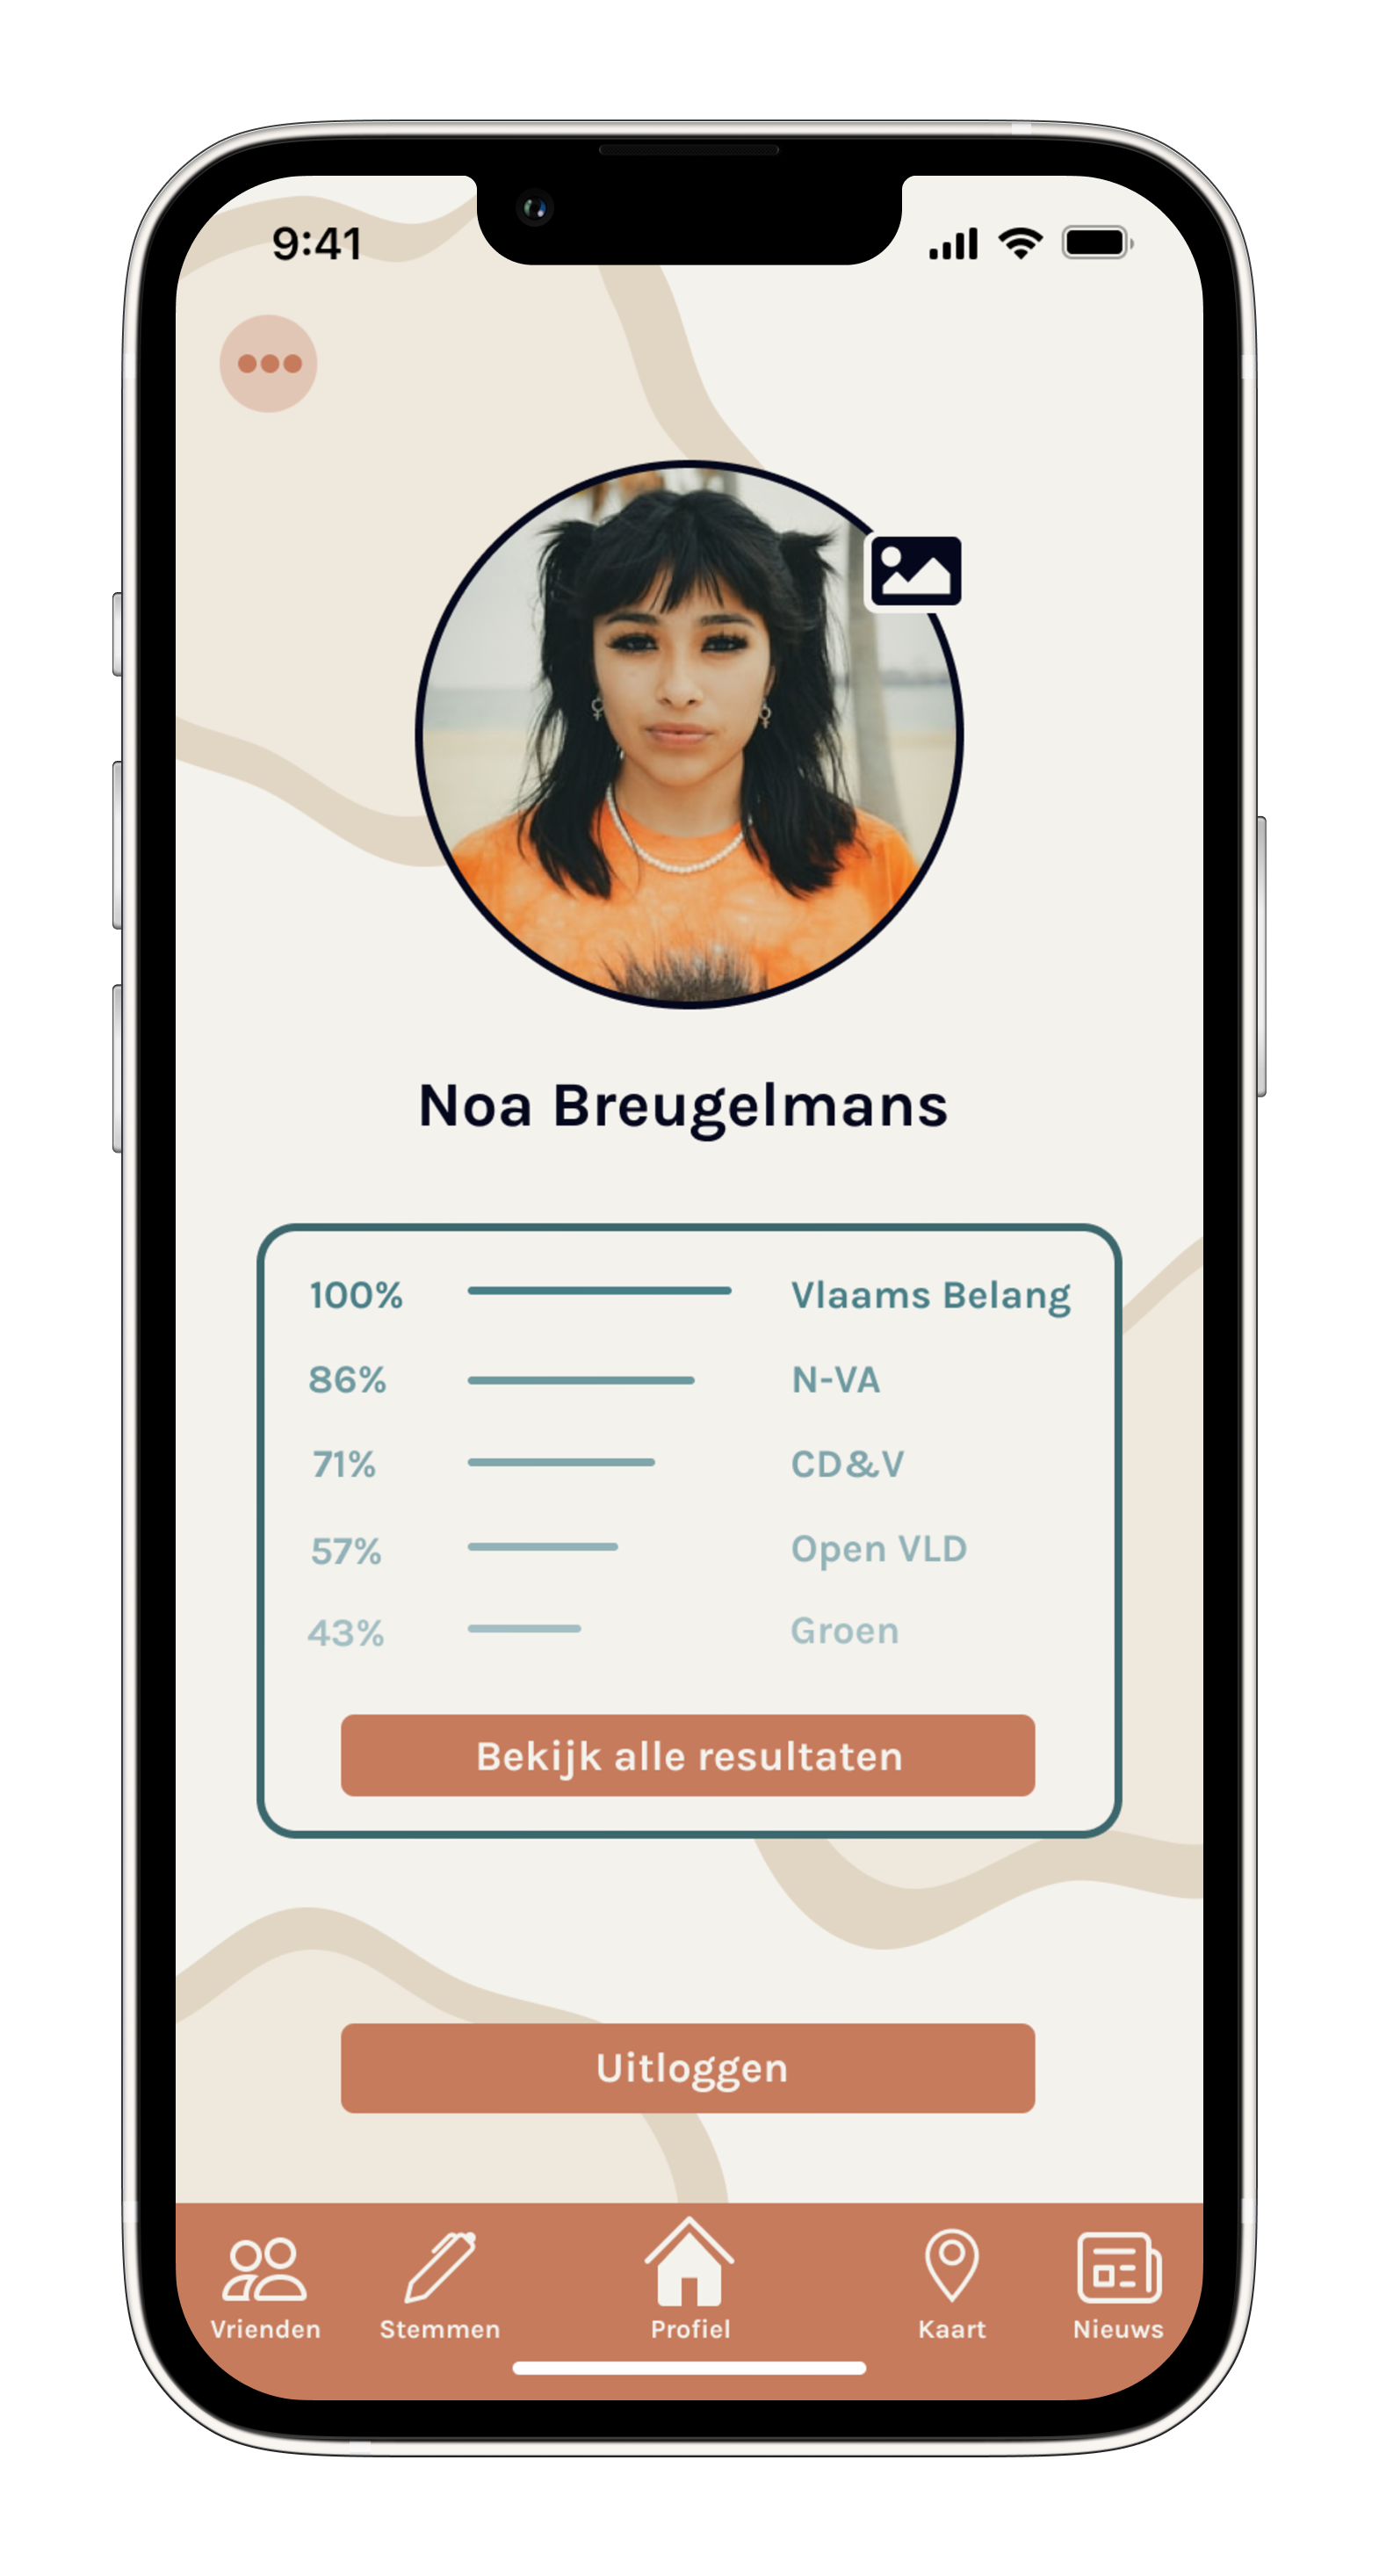 9:41
Noa Breugelmans
100% Vlaams Belang
86% N-VA
71% CD&V
57% Open VLD
43% Groen
Bekijk alle resultaten
Uitloggen
Vrienden Stemmen Profiel Kaart Nieuws